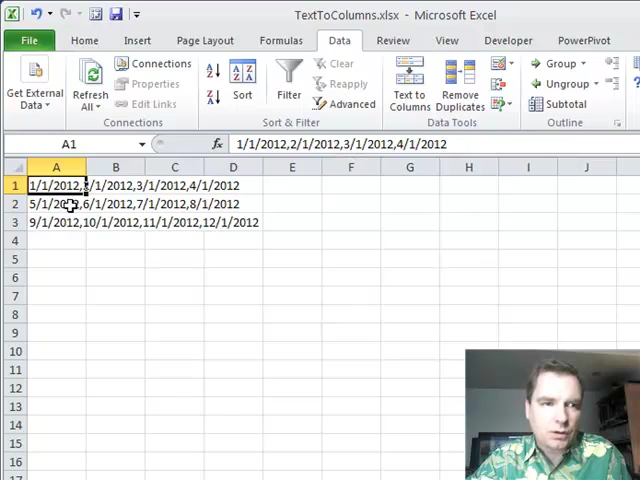 TextToColumns.xlsx - Microsoft Excel
File Home Insert Page Layout Formulas Data Review View Developer PowerPivot
Get External Data
Refresh All
Connections
Properties
Edit Links
A Z
Z A
Sort
Filter
Clear
Reapply
Advanced
Text to Columns
Remove Duplicates
Group
Ungroup
Subtotal
Connections
Sort & Filter
Data Tools
Outline
A1 fx 1/1/2012,2/1/2012,3/1/2012,4/1/2012
A B C D E F G H I J
1 1/1/2012,2/1/2012,3/1/2012,4/1/2012
2 5/1/2012,6/1/2012,7/1/2012,8/1/2012
3 9/1/2012,10/1/2012,11/1/2012,12/1/2012
4
5
6
7
8
9
10
11
12
13
14
15
16
17